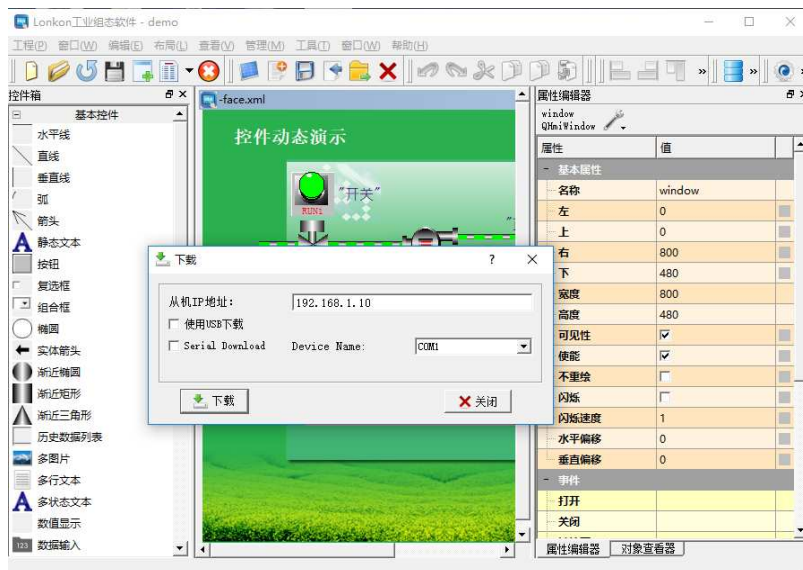 Lonkon工业组态软件 - demo
工程(P) 窗口(W) 编辑(E) 布局(L) 查看(V) 管理(M) 工具(T) 窗口(W) 帮助(H)
控件箱
基本控件
水平线
直线
垂直线
弧
箭头
静态文本
按钮
复选框
组合框
椭圆
实体箭头
渐近椭圆
渐近矩形
渐近三角形
历史数据列表
多图片
多行文本
多状态文本
数值显示
123 数据输入
-face.xml
控件动态演示
"开关"
RUN1
下载
从机IP地址: 192.168.1.10
使用USB下载
Serial Download Device Name: COM1
下载 关闭
属性编辑器
window
QHmiWindow
属性 值
基本属性
名称 window
左 0
上 0
右 800
下 480
宽度 800
高度 480
可见性
使能
不重绘
闪烁
闪烁速度 1
水平偏移 0
垂直偏移 0
事件
打开
关闭
属性编辑器 对象查看器